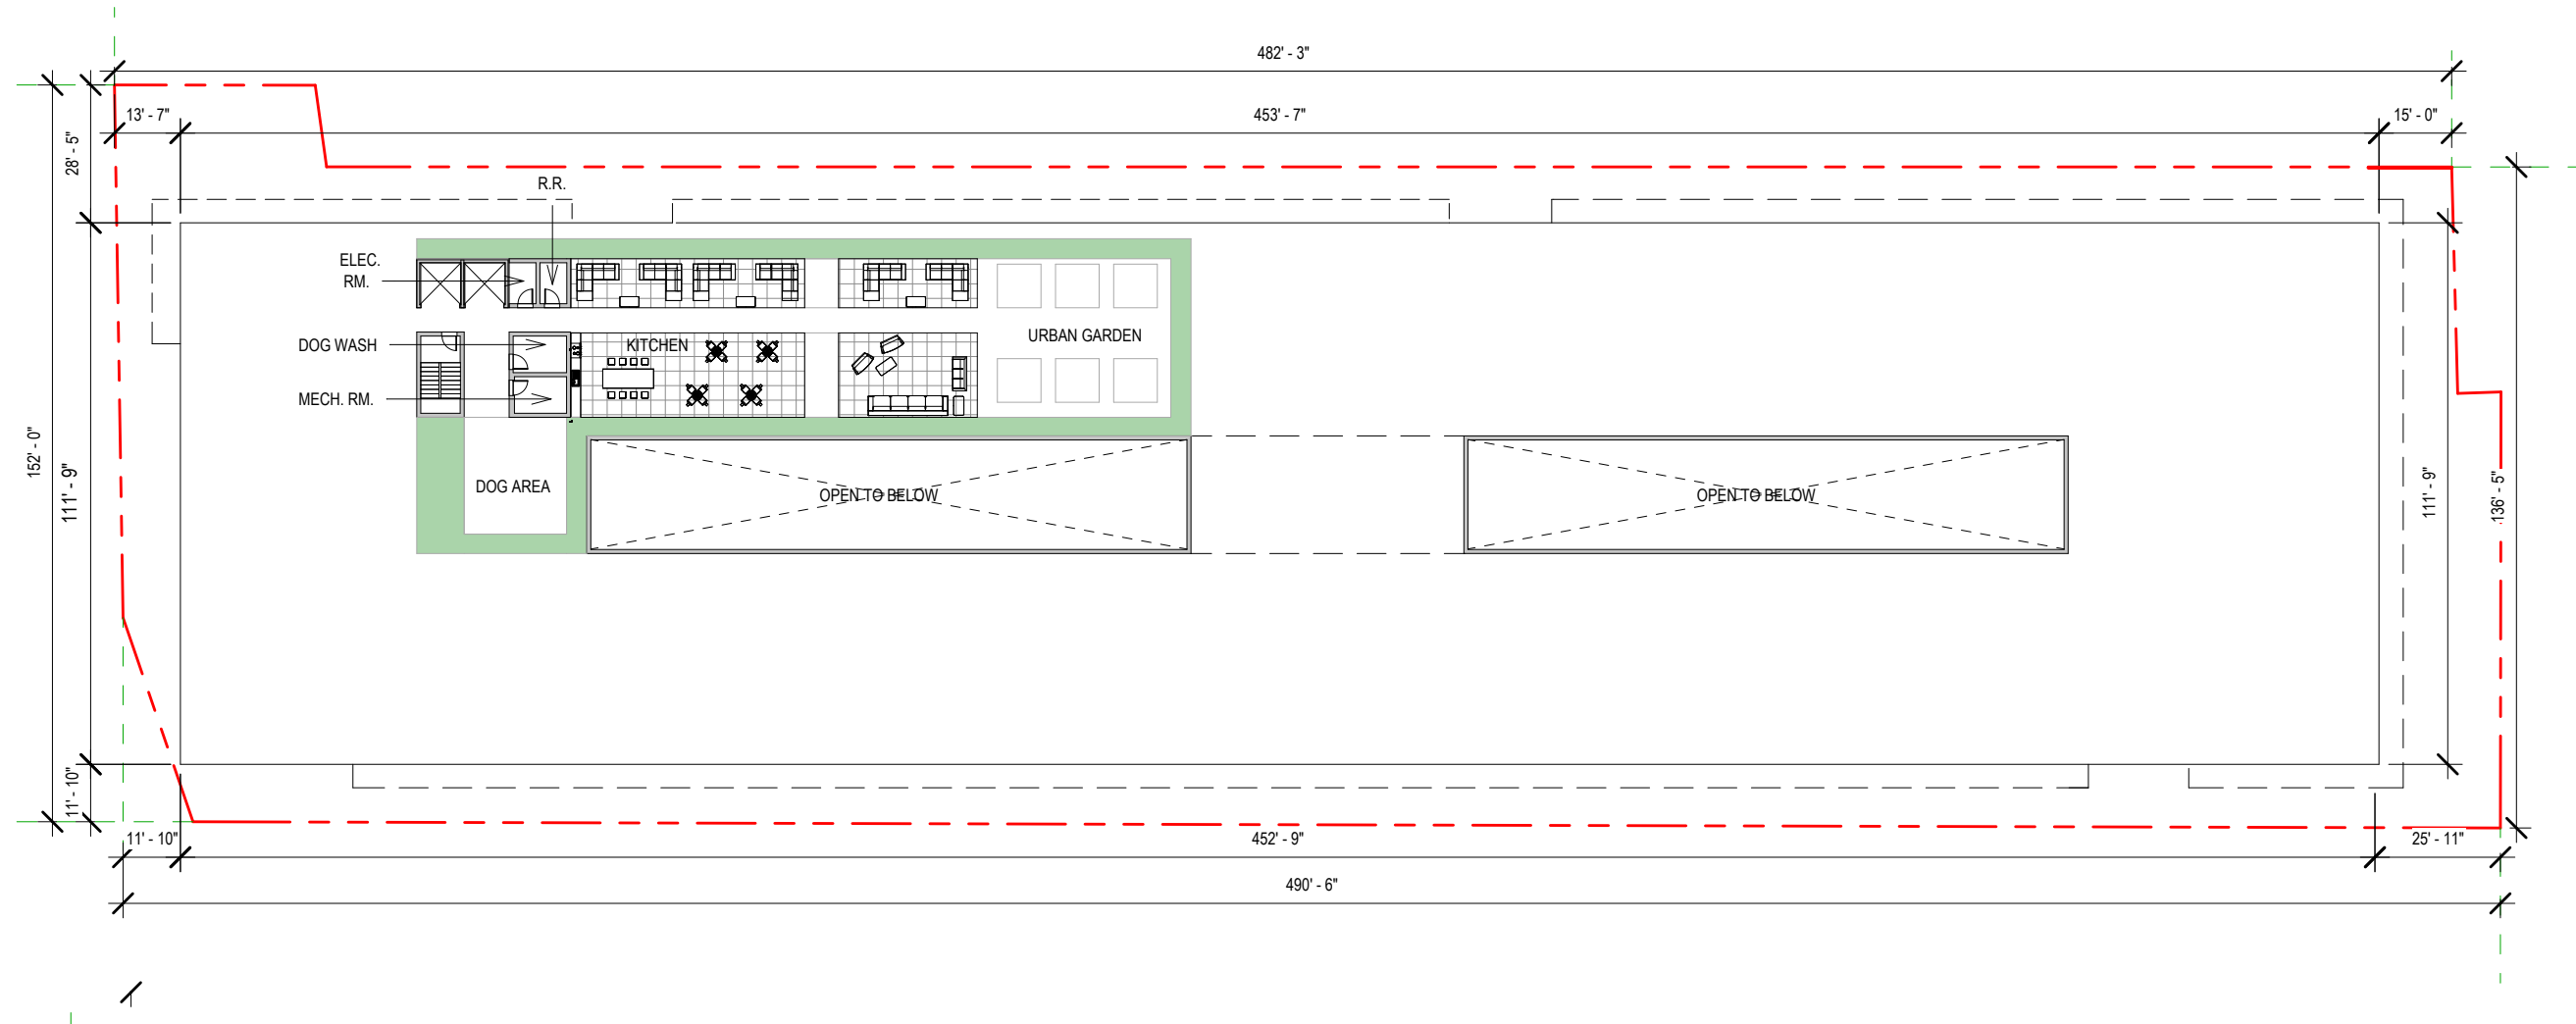 482' - 3"
13' - 7"
453' - 7"
15' - 0"
28' - 5"
R.R.
ELEC.
RM.
DOG WASH
KITCHEN
URBAN GARDEN
MECH. RM.
152' - 0"
111' - 9"
DOG AREA
OPEN TO BELOW
OPEN TO BELOW
111' - 9"
136' - 5"
11' - 10"
11' - 10"
452' - 9"
25' - 11"
490' - 6"